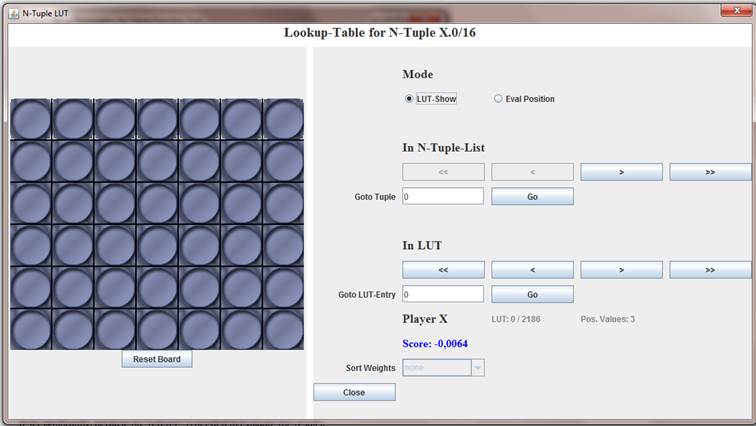 N-Tuple LUT
Lookup-Table for N-Tuple X.0/16
Mode
LUT-Show
Eval Position
In N-Tuple-List
<< < > >>
Goto Tuple 0 Go
In LUT
<< < > >>
Goto LUT-Entry 0 Go
Player X LUT: 0 / 2186 Pos. Values: 3
Score: -0,0064
Reset Board
Sort Weights none
Close